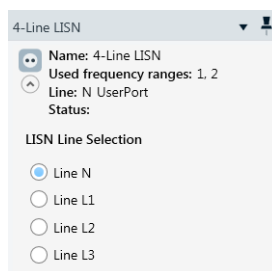 4-Line LISN
Name: 4-Line LISN
Used frequency ranges: 1, 2
Line: N UserPort
Status:
LISN Line Selection
Line N
Line L1
Line L2
Line L3